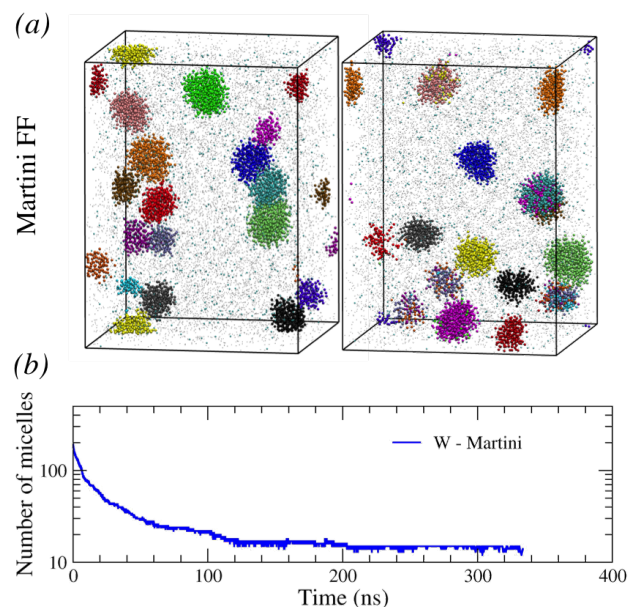 (a)
Martini FF
(b)
Number of micelles
100
10
W - Martini
0
100
200
300
400
Time (ns)